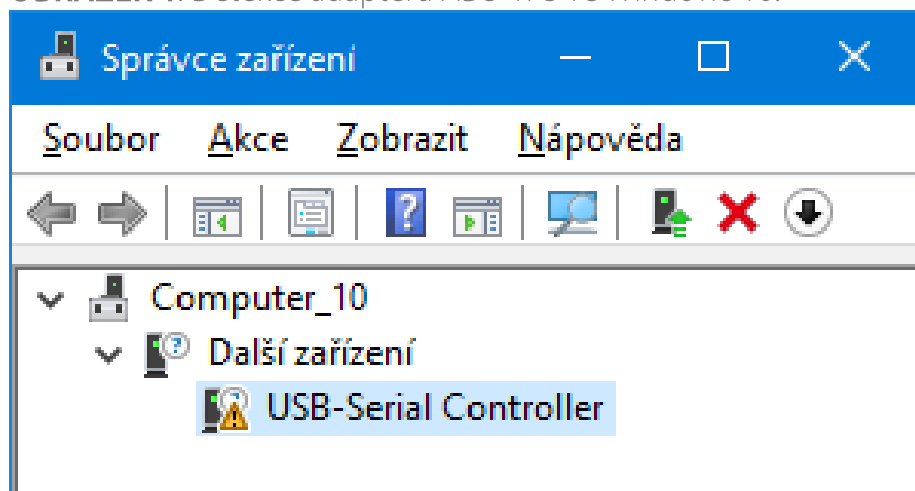 Správce zařízení
Soubor Akce Zobrazit Nápověda
Computer_10
Další zařízení
USB-Serial Controller